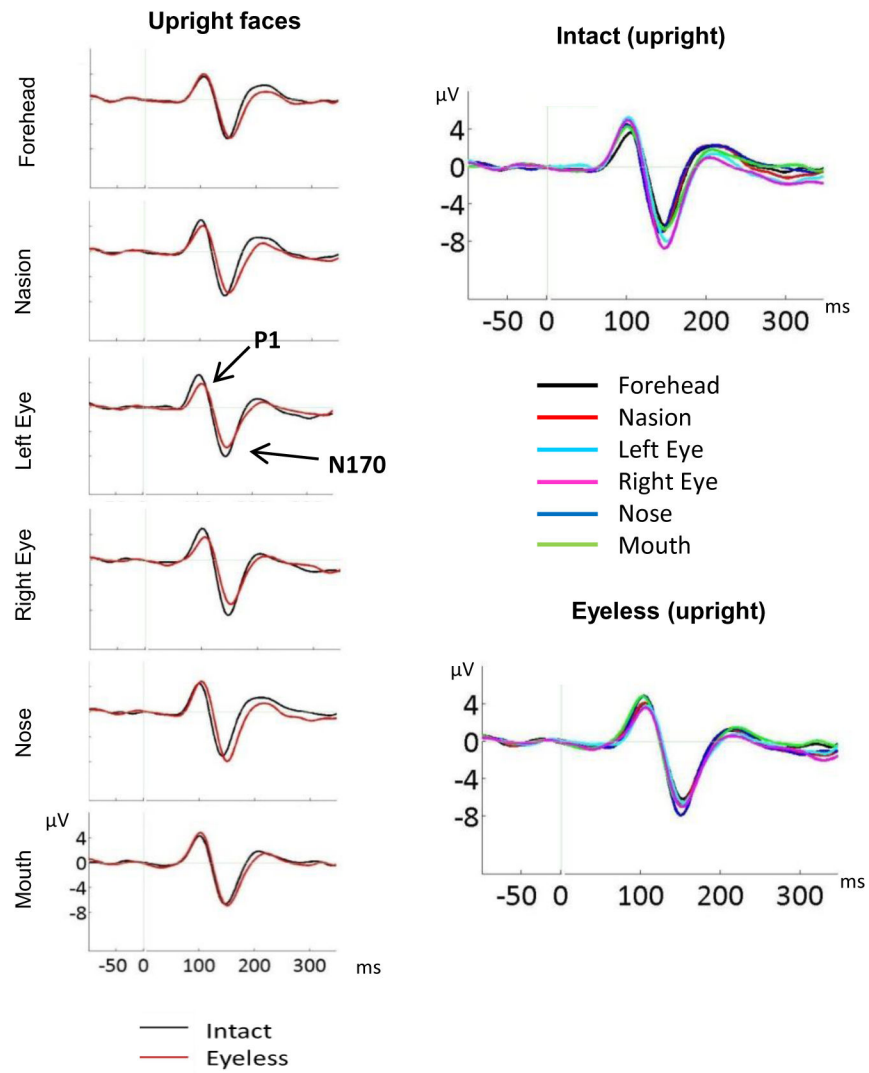 Upright faces
Forehead
Nasion
Left Eye
P1
N170
Right Eye
Nose
Mouth
μV
4
0
-4
-8
-50 0 100 200 300 ms
Intact
Eyeless
Intact (upright)
μV
4
0
-4
-8
-50 0 100 200 300 ms
Forehead
Nasion
Left Eye
Right Eye
Nose
Mouth
Eyeless (upright)
μV
4
0
-4
-8
-50 0 100 200 300 ms